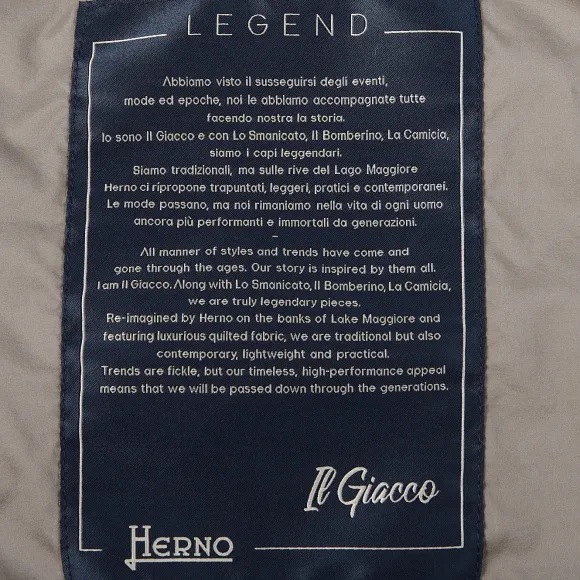 LEGEND
Abbiamo visto il susseguirsi degli eventi,
mode ed epoche, noi le abbiamo accompagnate tutte
facendo nostra la storia.
Io sono Il Giacco e con Lo Smanicato, Il Bomberino, La Camicia,
siamo i capi leggendari.
Siamo tradizionali, ma sulle rive del Lago Maggiore
Herno ci ripropone trapuntati, leggeri, pratici e contemporanei.
Le mode passano, ma noi rimaniamo nella vita di ogni uomo
ancora più performanti e immortali da generazioni.
-
All manner of styles and trends have come and
gone through the ages. Our story is inspired by them all.
I am Il Giacco. Along with Lo Smanicato, Il Bomberino, La Camicia,
we are truly legendary pieces.
Re-imagined by Herno on the banks of Lake Maggiore and
featuring luxurious quilted fabric, we are traditional but also
contemporary, lightweight and practical.
Trends are fickle, but our timeless, high-performance appeal
means that we will be passed down through the generations.
Il Giacco
HERNO